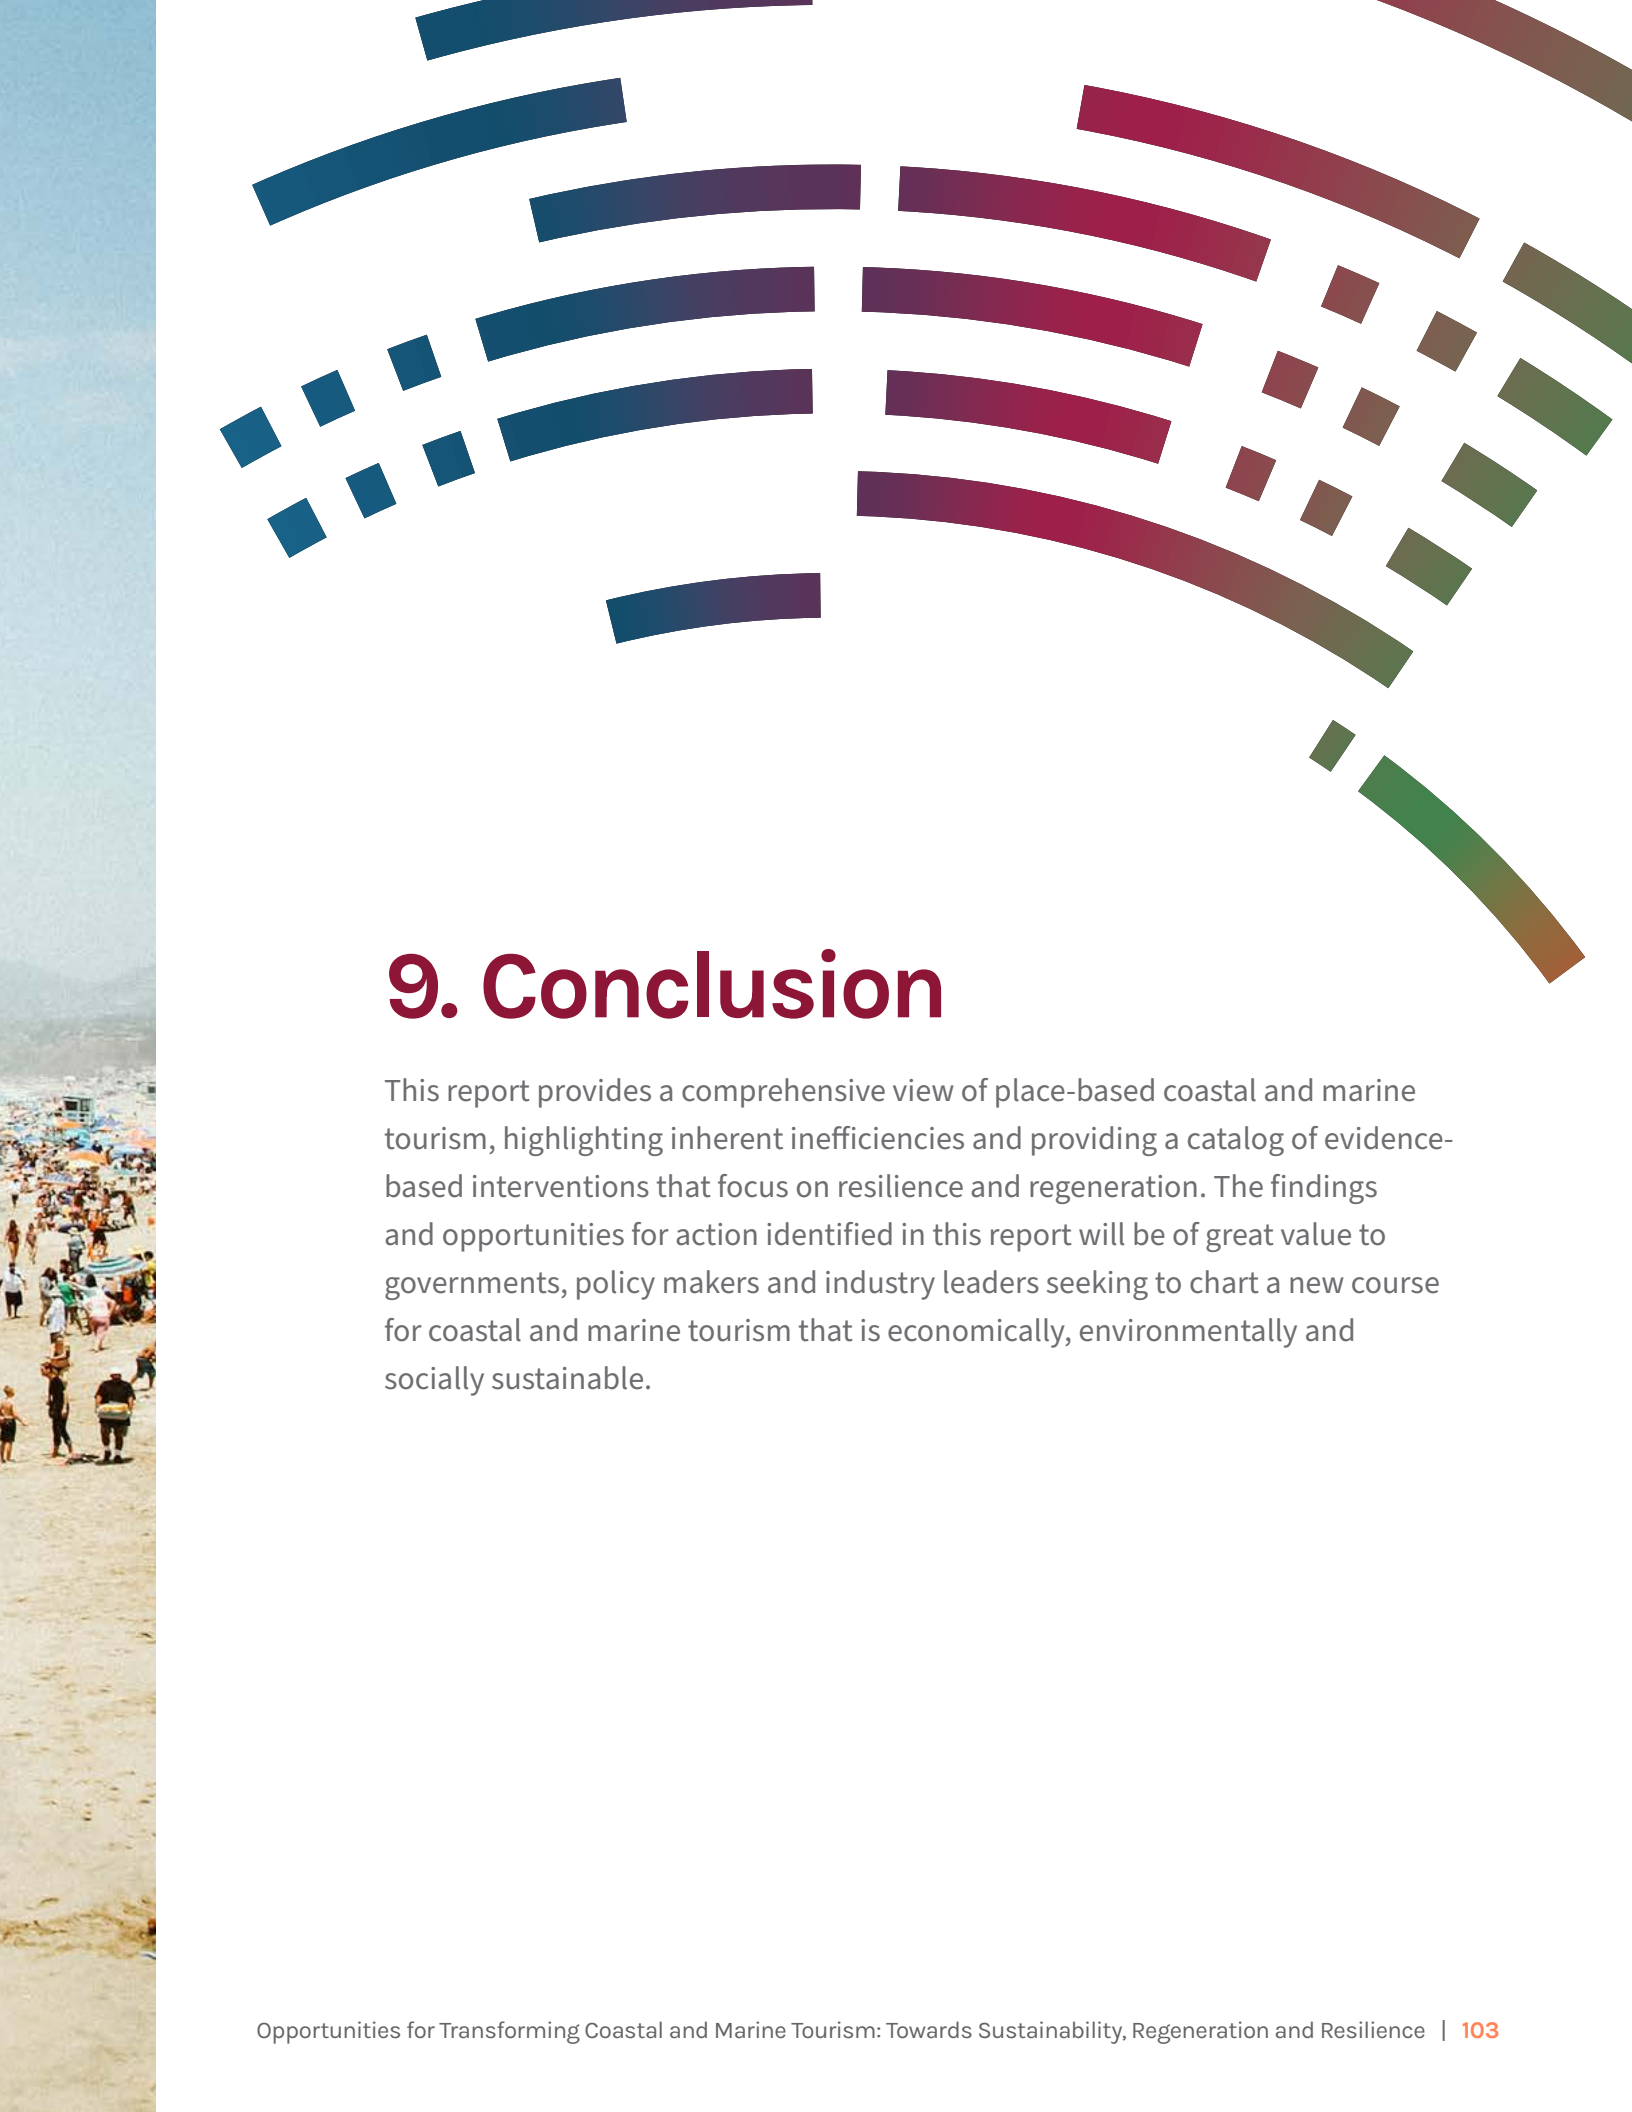 9. Conclusion
This report provides a comprehensive view of place-based coastal and marine
tourism, highlighting inherent inefficiencies and providing a catalog of evidence-
based interventions that focus on resilience and regeneration. The findings
and opportunities for action identified in this report will be of great value to
governments, policy makers and industry leaders seeking to chart a new course
for coastal and marine tourism that is economically, environmentally and
socially sustainable.
Opportunities for Transforming Coastal and Marine Tourism: Towards Sustainability, Regeneration and Resilience | 103